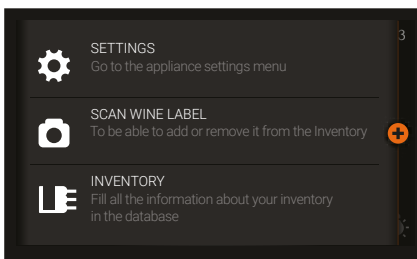 SETTINGS
Go to the appliance settings menu
3
SCAN WINE LABEL
To be able to add or remove it from the Inventory
INVENTORY
Fill all the information about your inventory
in the database